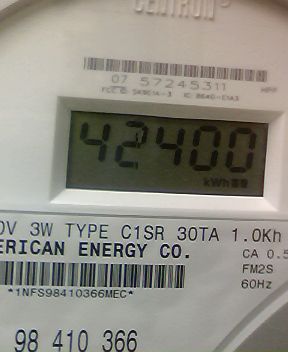 CENTRON
07 57245311
42400
kWh
0V 3W TYPE C1SR 30TA 1.0Kh
ERICAN ENERGY CO.
CA 0.5
FM2S
60Hz
*1NFS98410366MEC*
98 410 366